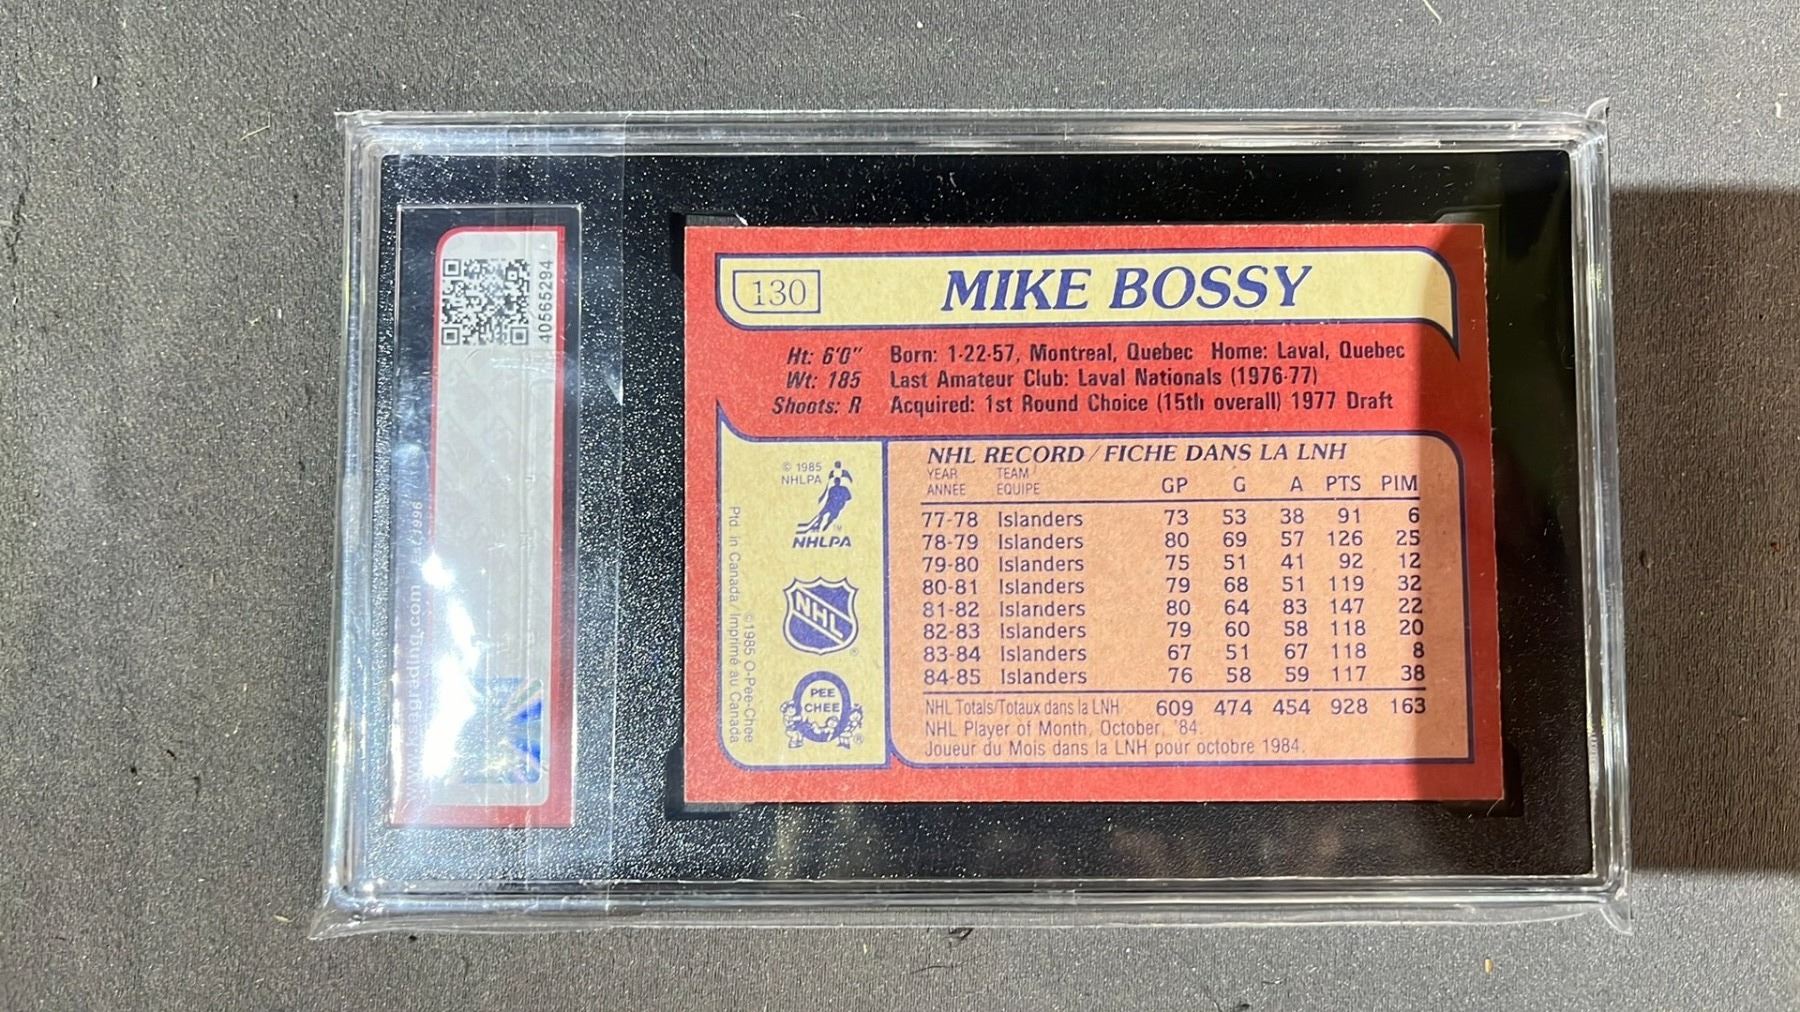 130
MIKE BOSSY
Ht: 6'0" Born: 1-22-57, Montreal, Quebec Home: Laval, Quebec
Wt: 185 Last Amateur Club: Laval Nationals (1976-77)
Shoots: R Acquired: 1st Round Choice (15th overall) 1977 Draft
NHL RECORD / FICHE DANS LA LNH
YEAR TEAM
ANNEE EQUIPE GP G A PTS PIM
77-78 Islanders 73 53 38 91 6
78-79 Islanders 80 69 57 126 25
79-80 Islanders 75 51 41 92 12
80-81 Islanders 79 68 51 119 32
81-82 Islanders 80 64 83 147 22
82-83 Islanders 79 60 58 118 20
83-84 Islanders 67 51 67 118 8
84-85 Islanders 76 58 59 117 38
NHL Totals/Totaux dans la LNH 609 474 454 928 163
NHL Player of Month, October, '84.
Joueur du Mois dans la LNH pour octobre 1984.
© 1985
NHLPA
TM
NHLPA
NHL
®
PEE
CHEE
®
©1985 O-Pee-Chee
Ptd. in Canada/Imprimé au Canada
40565294
1996